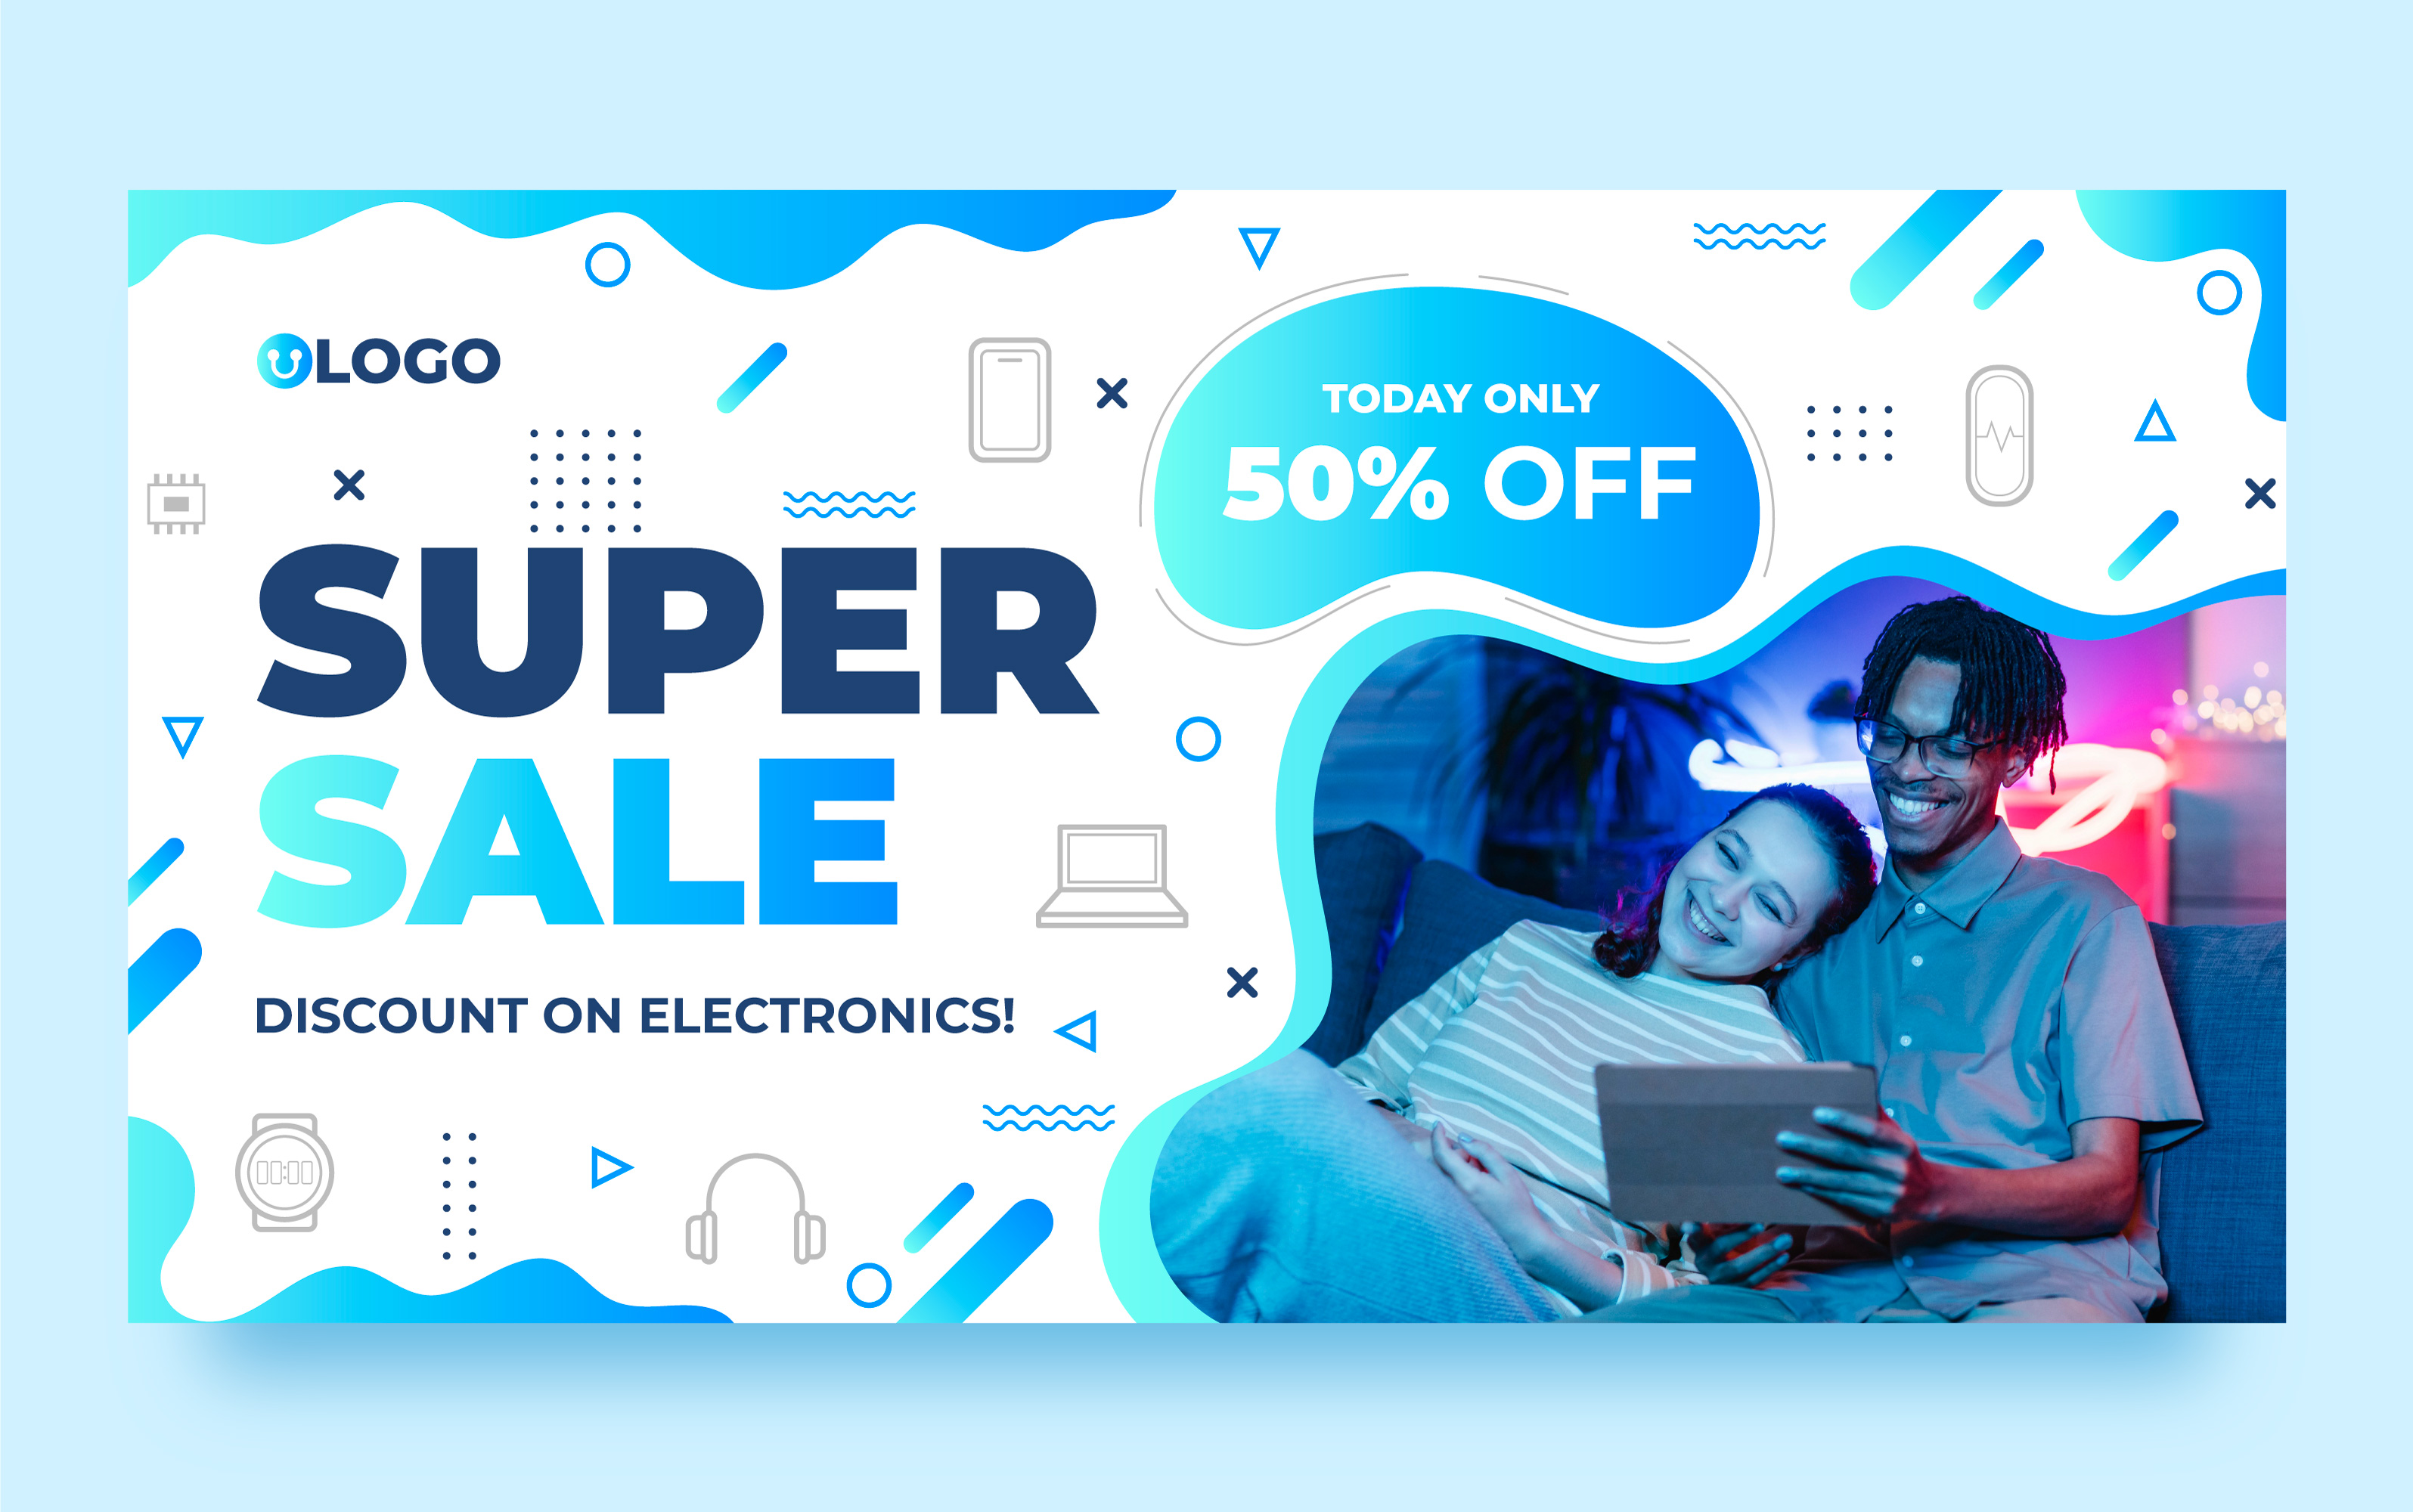 LOGO
TODAY ONLY
50% OFF
SUPER
SALE
DISCOUNT ON ELECTRONICS!
00:00